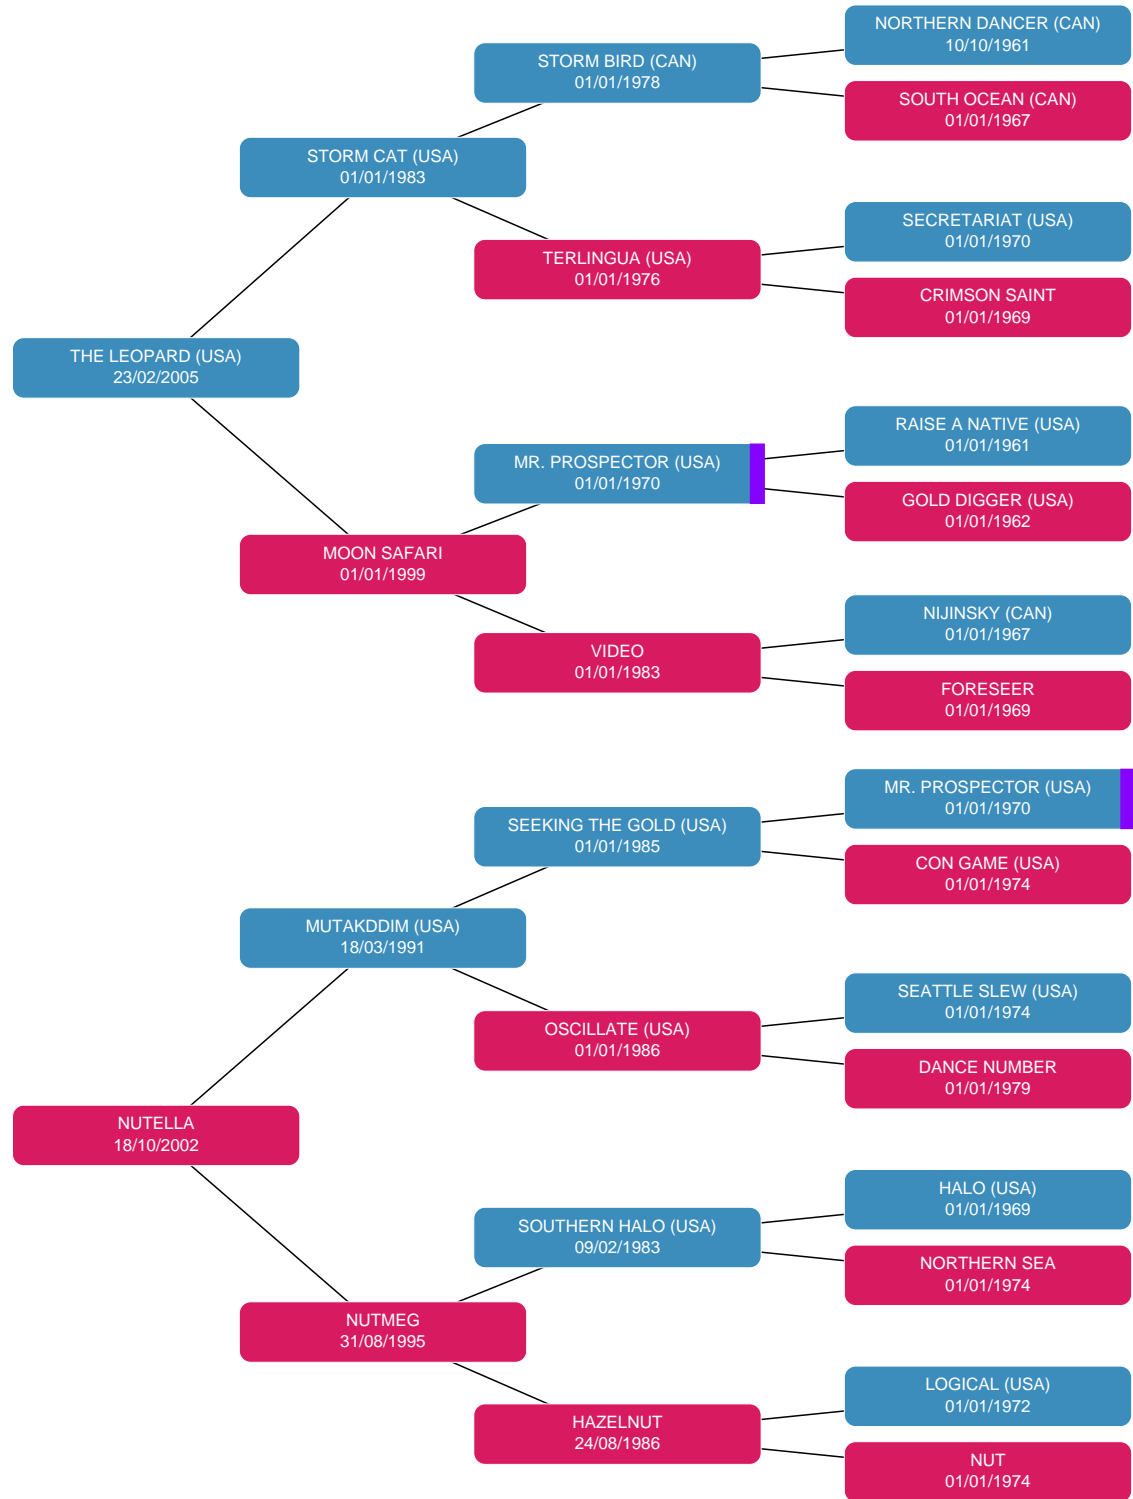 NORTHERN DANCER (CAN)
10/10/1961
STORM BIRD (CAN)
01/01/1978
SOUTH OCEAN (CAN)
01/01/1967
STORM CAT (USA)
01/01/1983
SECRETARIAT (USA)
01/01/1970
TERLINGUA (USA)
01/01/1976
CRIMSON SAINT
01/01/1969
THE LEOPARD (USA)
23/02/2005
RAISE A NATIVE (USA)
01/01/1961
MR. PROSPECTOR (USA)
01/01/1970
GOLD DIGGER (USA)
01/01/1962
MOON SAFARI
01/01/1999
NIJINSKY (CAN)
01/01/1967
VIDEO
01/01/1983
FORESEER
01/01/1969
MR. PROSPECTOR (USA)
01/01/1970
SEEKING THE GOLD (USA)
01/01/1985
CON GAME (USA)
01/01/1974
MUTAKDDIM (USA)
18/03/1991
SEATTLE SLEW (USA)
01/01/1974
OSCILLATE (USA)
01/01/1986
DANCE NUMBER
01/01/1979
NUTELLA
18/10/2002
HALO (USA)
01/01/1969
SOUTHERN HALO (USA)
09/02/1983
NORTHERN SEA
01/01/1974
NUTMEG
31/08/1995
LOGICAL (USA)
01/01/1972
HAZELNUT
24/08/1986
NUT
01/01/1974